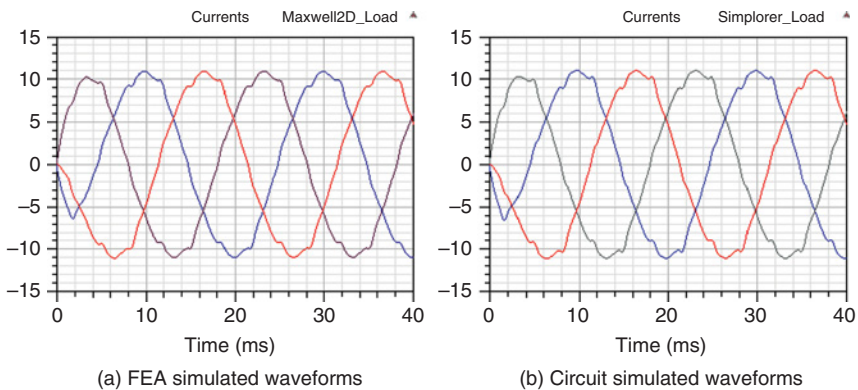 Currents Maxwell2D_Load
15
10
5
0
−5
−10
−15
0 10 20 30 40
Time (ms)
(a) FEA simulated waveforms
Currents Simplorer_Load
15
10
5
0
−5
−10
−15
0 10 20 30 40
Time (ms)
(b) Circuit simulated waveforms